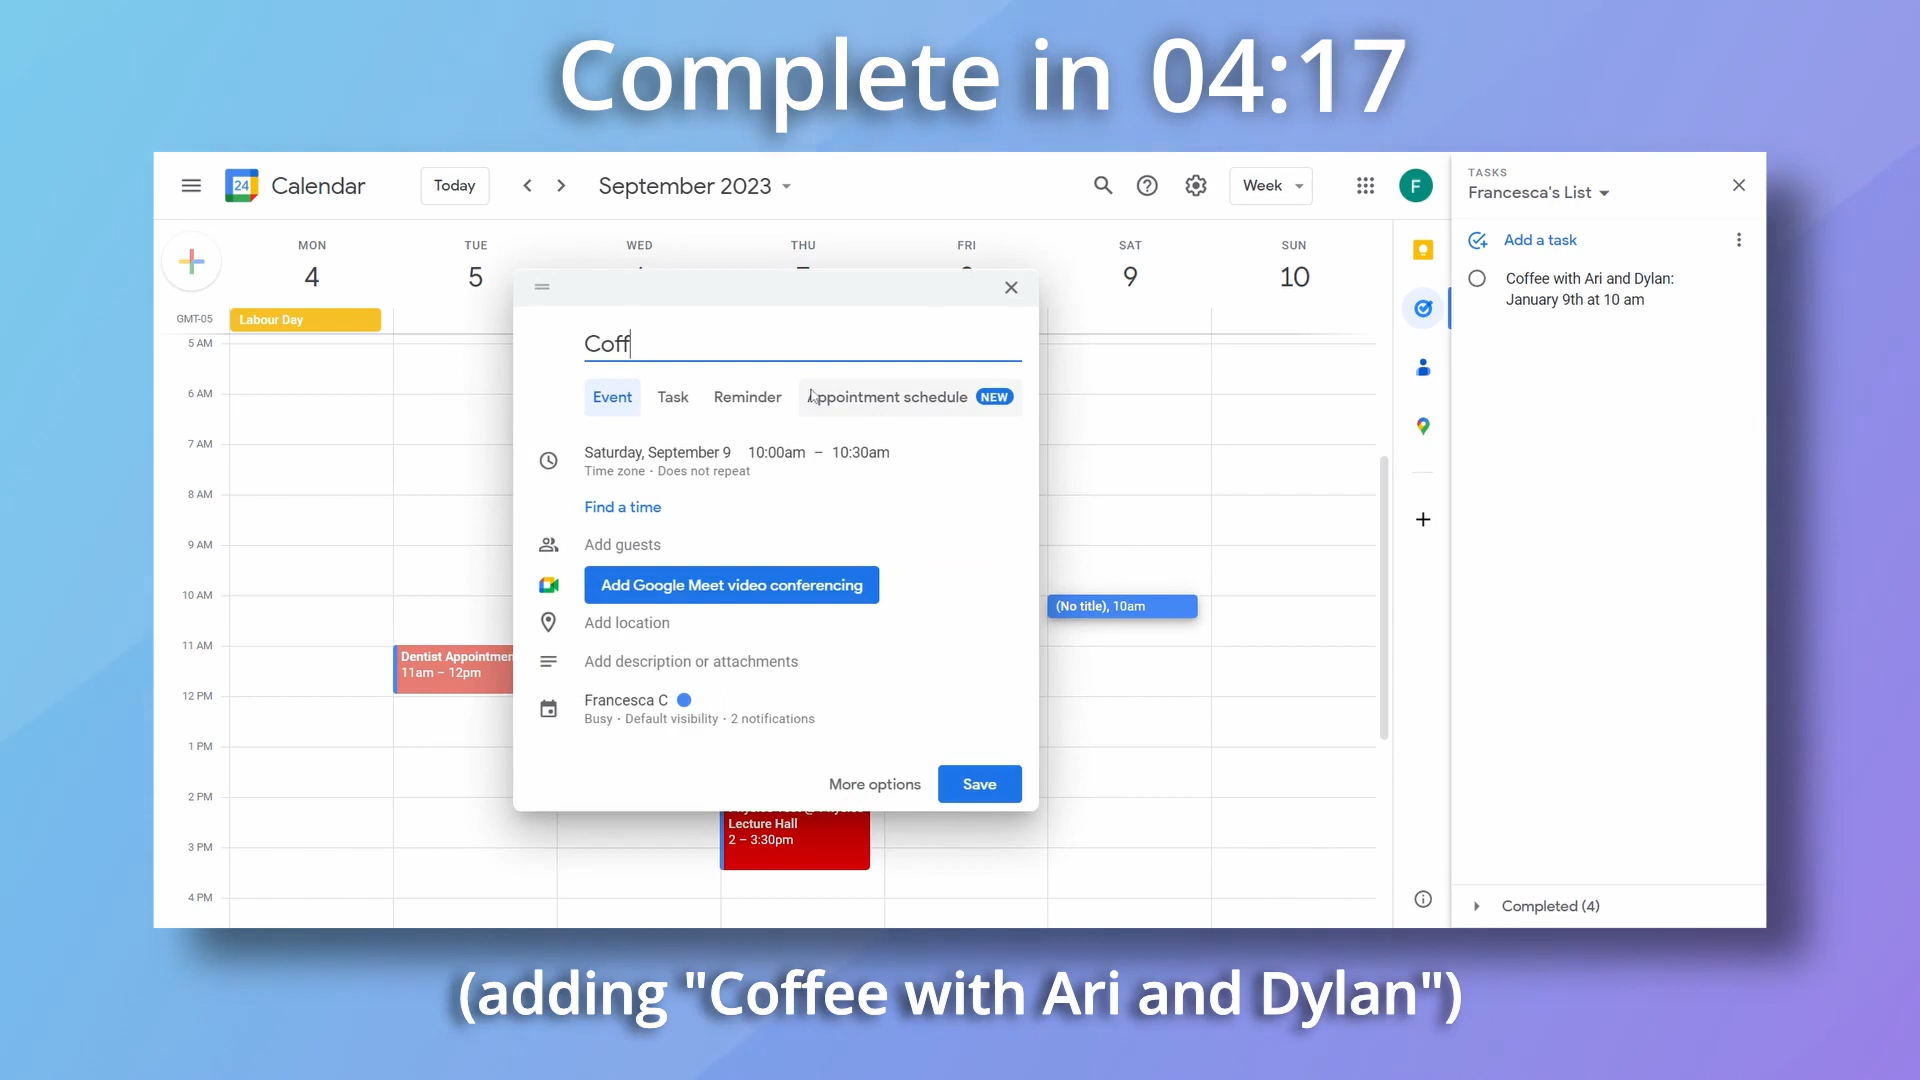 Complete in 04:17
24
Calendar
Today
September 2023
Week
F
TASKS
Francesca's List
Add a task
Coffee with Ari and Dylan:
January 9th at 10 am
Completed (4)
MON
TUE
WED
THU
FRI
SAT
SUN
4
5
9
10
GMT-05
Labour Day
5 AM
6 AM
7 AM
8 AM
9 AM
10 AM
11 AM
12 PM
1 PM
2 PM
3 PM
4 PM
Coff
Event
Task
Reminder
Appointment schedule
NEW
Saturday, September 9 10:00am – 10:30am
Time zone · Does not repeat
Find a time
Add guests
Add Google Meet video conferencing
Add location
Add description or attachments
Francesca C
Busy · Default visibility · 2 notifications
More options
Save
(No title), 10am
Dentist Appointmen
11am – 12pm
Lecture Hall
2 – 3:30pm
(adding "Coffee with Ari and Dylan")